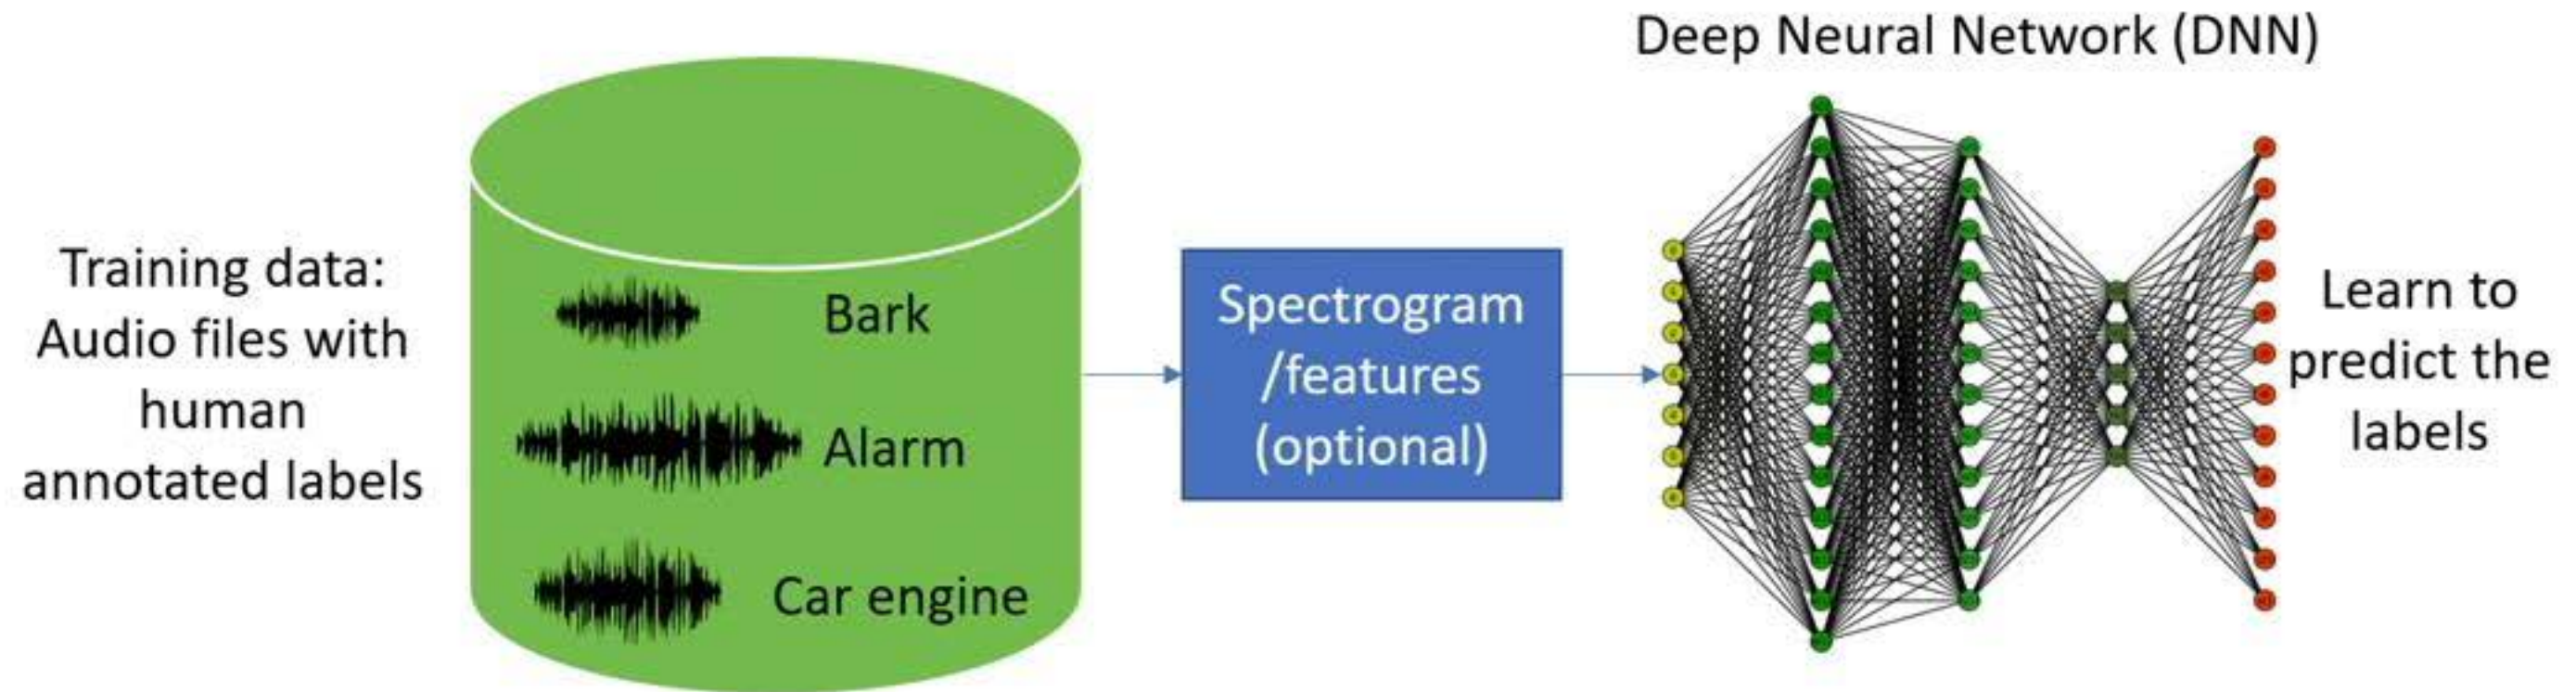 Deep Neural Network (DNN)
Training data:
Audio files with
human
annotated labels
Bark
Alarm
Car engine
Spectrogram
/features
(optional)
Learn to
predict the
labels